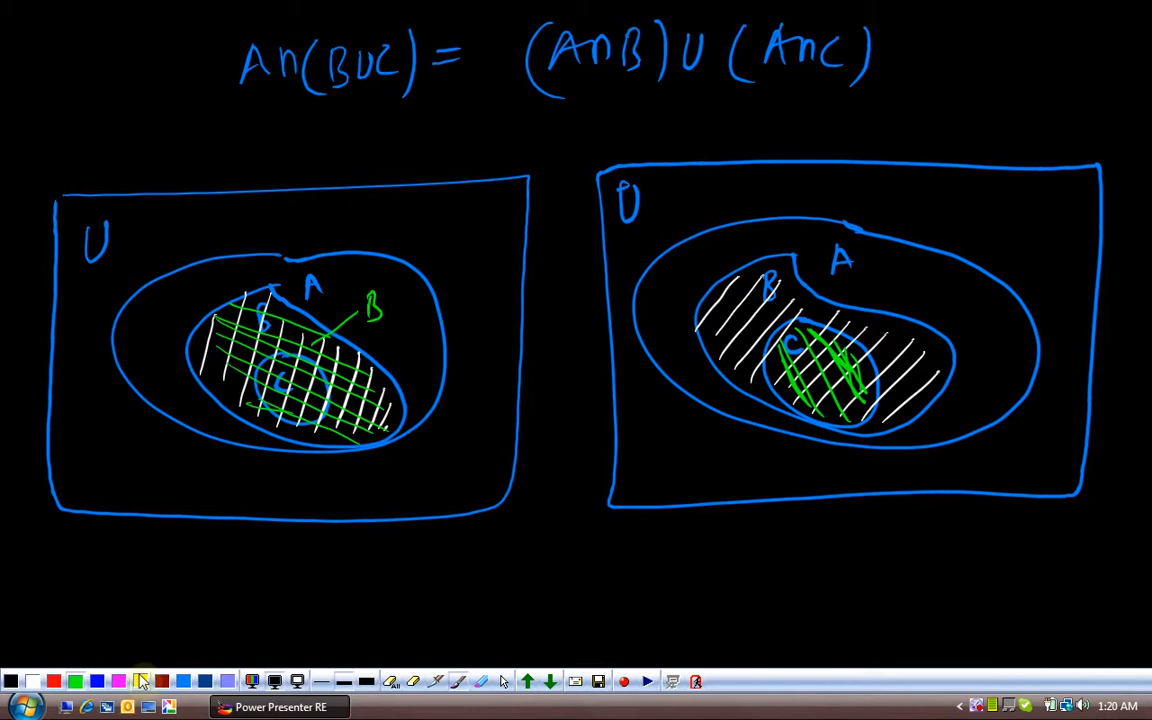 A∩(B∪C) = (A∩B)∪(A∩C)
U
A
B
B
C
U
A
B
C
Power Presenter RE
1:20 AM